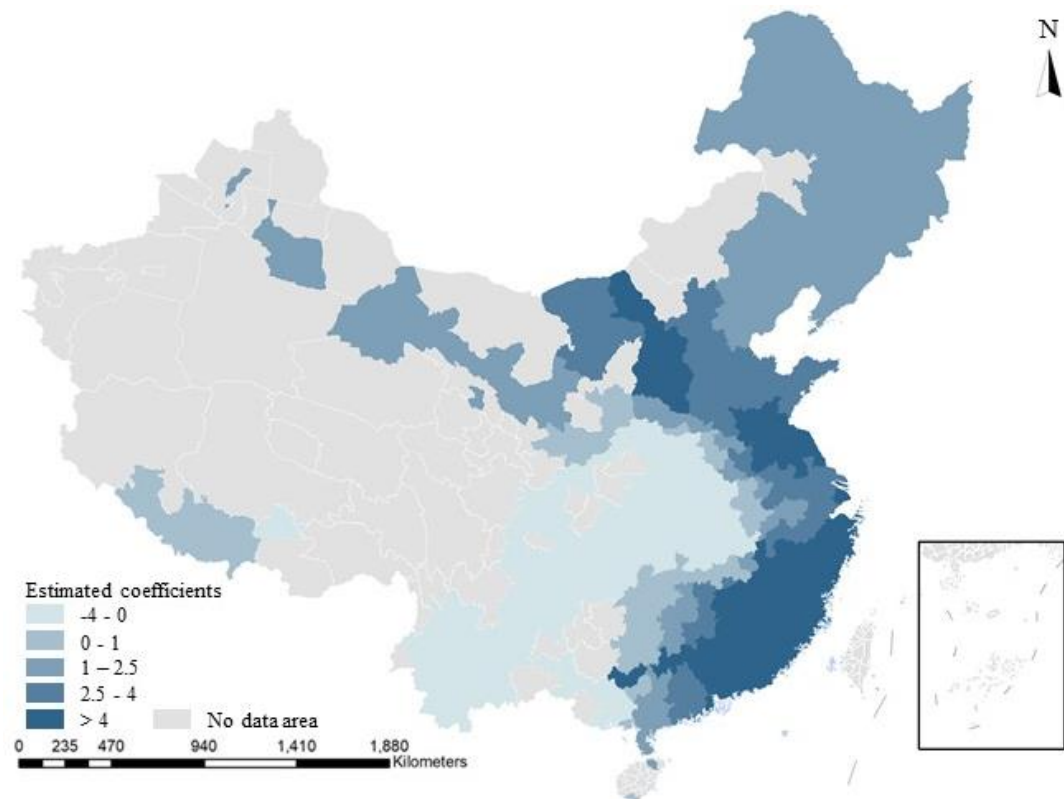 N
Estimated coefficients
-4 - 0
0 - 1
1 – 2.5
2.5 - 4
> 4
No data area
0 235 470 940 1,410 1,880
Kilometers